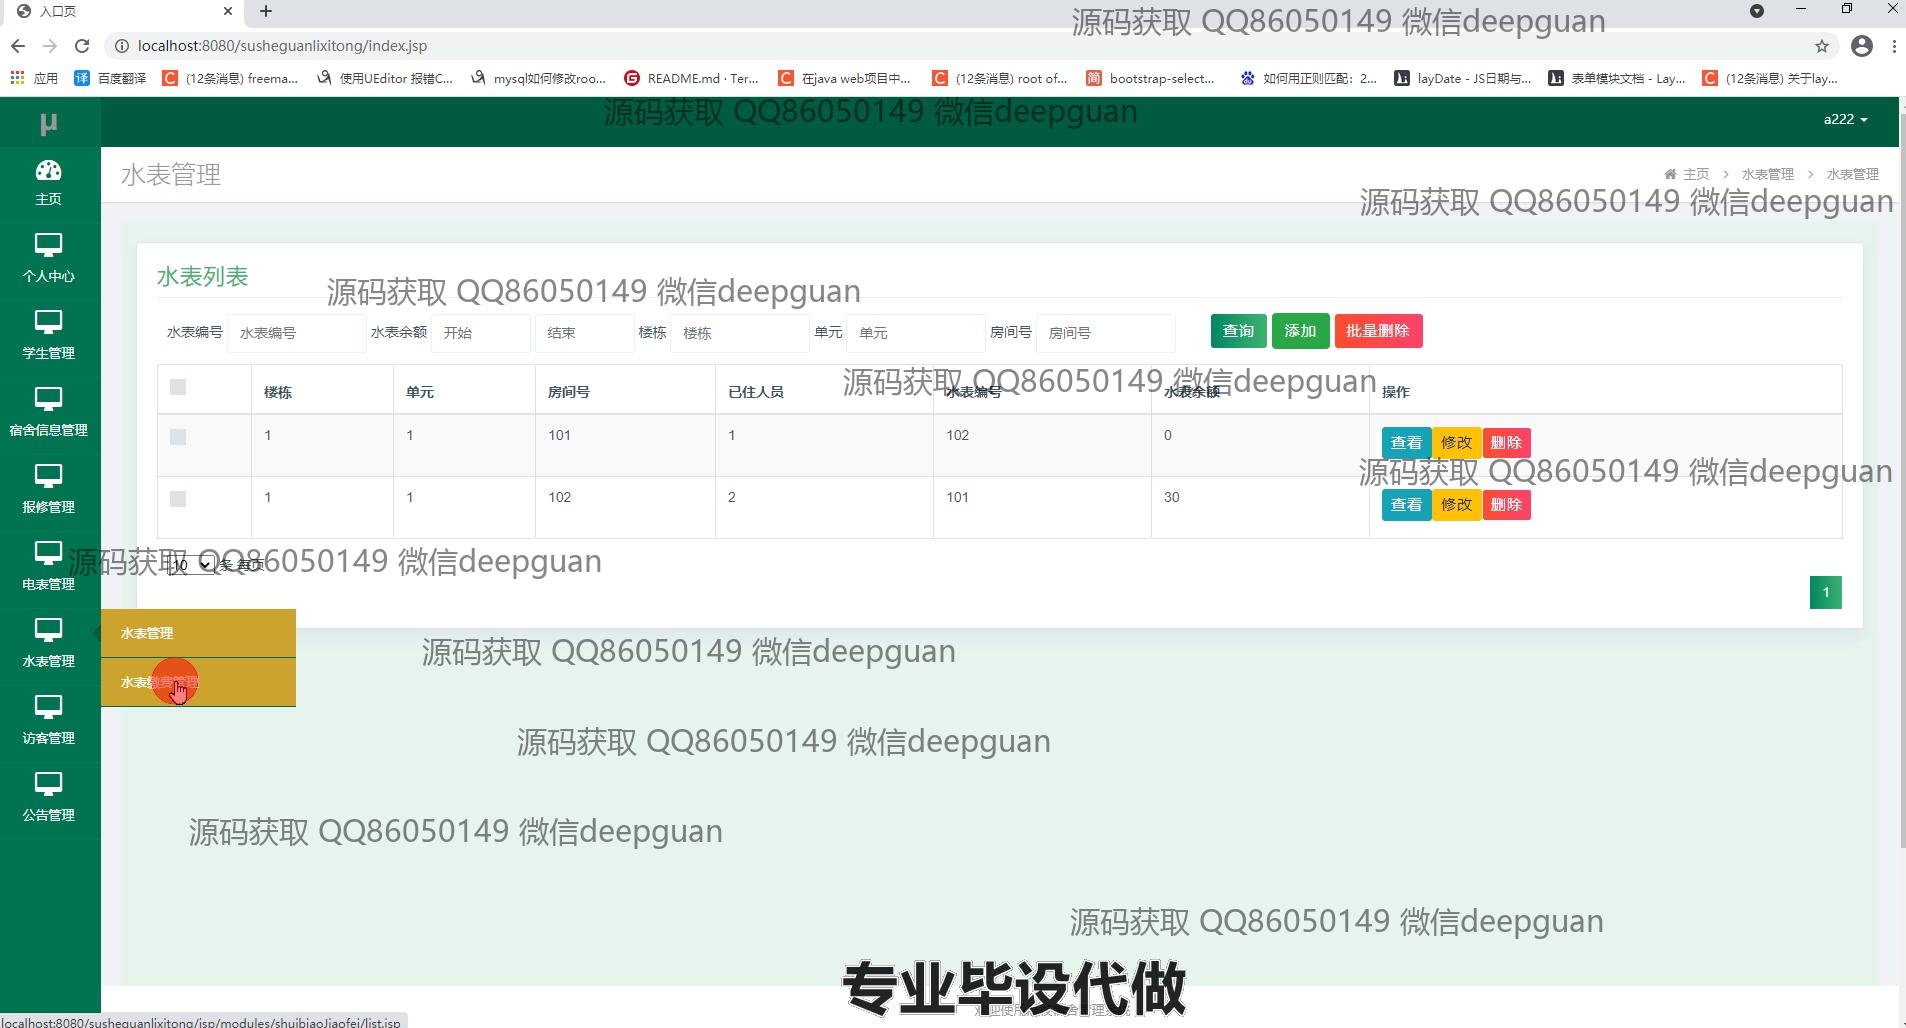 入口页
源码获取 QQ86050149 微信deepguan
localhost:8080/susheguanlixitong/index.jsp
应用 百度翻译 (12条消息) freema... 使用UEditor 报错C... mysql如何修改roo... README.md · Ter... 在java web项目中... (12条消息) root of... bootstrap-select... 如何用正则匹配：2... layDate - JS日期与... 表单模块文档 - Lay... (12条消息) 关于lay...
源码获取 QQ86050149 微信deepguan
μ
a222
主页
水表管理
主页 > 水表管理 > 水表管理
源码获取 QQ86050149 微信deepguan
个人中心
水表列表
源码获取 QQ86050149 微信deepguan
水表编号 水表编号 水表余额 开始 结束 楼栋 楼栋 单元 单元 房间号 房间号 查询 添加 批量删除
学生管理
源码获取 QQ86050149 微信deepguan
楼栋 单元 房间号 已住人员 水表编号 水表余额 操作
宿舍信息管理
1 1 101 1 102 0 查看 修改 删除
源码获取 QQ86050149 微信deepguan
1 1 102 2 101 30 查看 修改 删除
报修管理
源码获取 QQ86050149 微信deepguan
10 条 每页
电表管理
1
水表管理
水表管理
源码获取 QQ86050149 微信deepguan
水表缴费管理
访客管理
源码获取 QQ86050149 微信deepguan
公告管理
源码获取 QQ86050149 微信deepguan
源码获取 QQ86050149 微信deepguan
专业毕设代做
localhost:8080/susheguanlixitong/jsp/modules/shuibiaoJiaofei/list.jsp